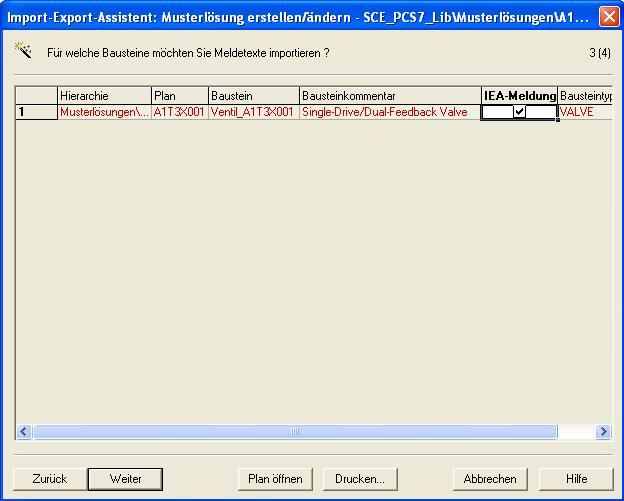 Import-Export-Assistent: Musterlösung erstellen/ändern - SCE_PCS7_Lib\Musterlösungen\A1...
Für welche Bausteine möchten Sie Meldetexte importieren ? 3 (4)
Hierarchie Plan Baustein Bausteinkommentar IEA-Meldung Bausteintyp
1 Musterlösungen\... A1T3X001 Ventil_A1T3X001 Single-Drive/Dual-Feedback Valve VALVE
Zurück Weiter Plan öffnen Drucken... Abbrechen Hilfe